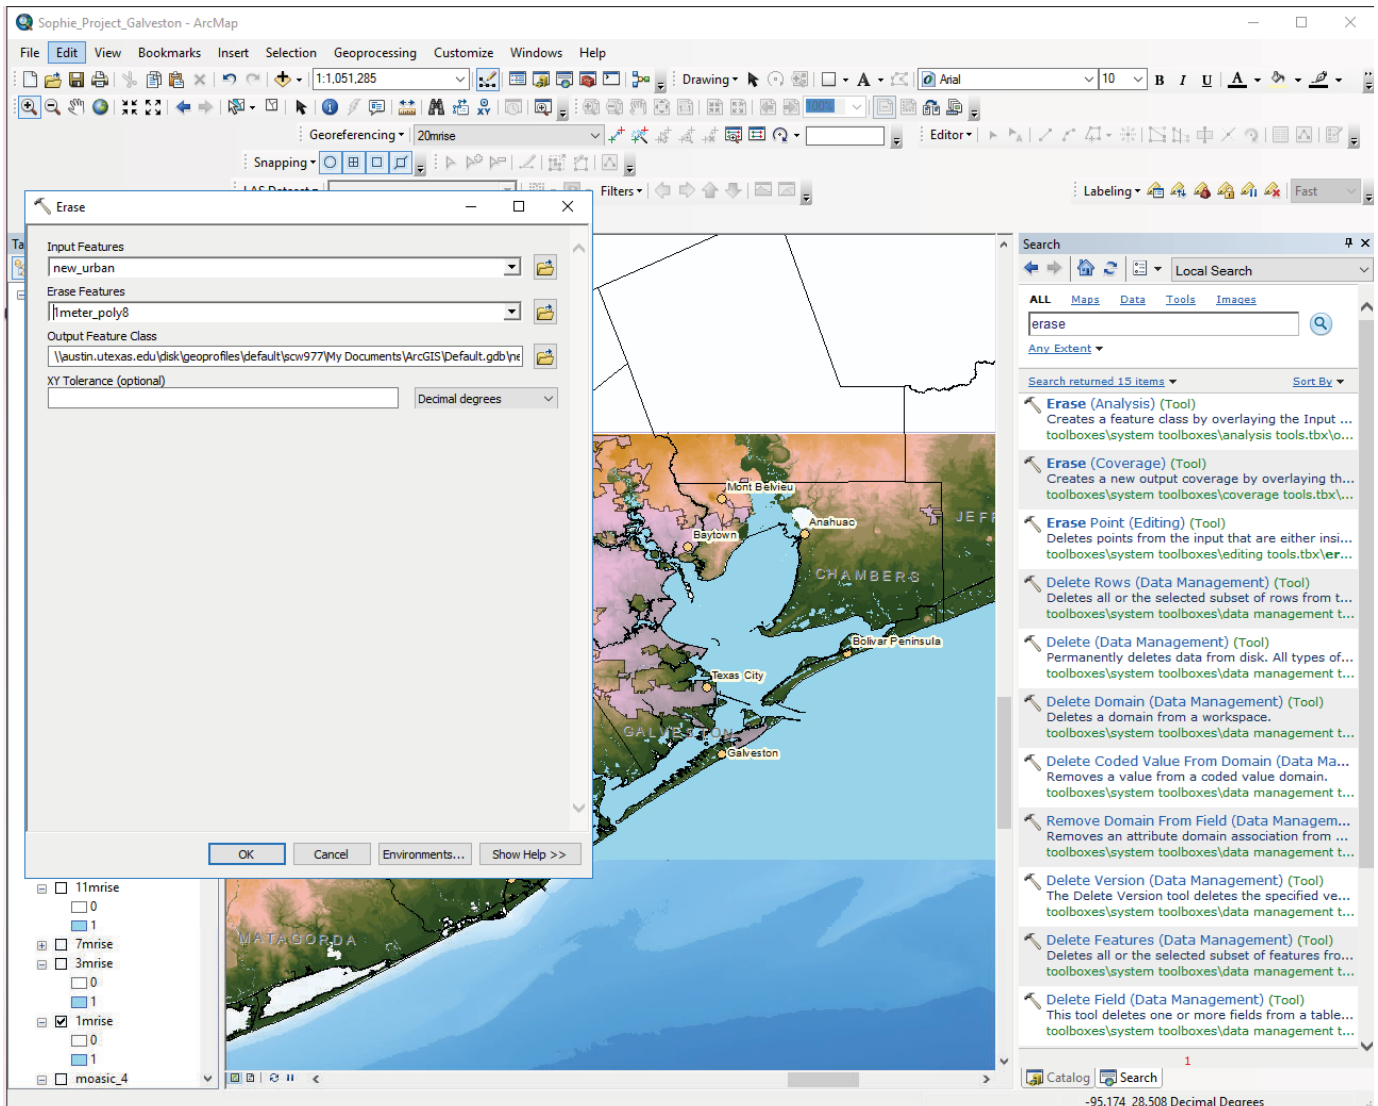 Sophie_Project_Galveston - ArcMap
File Edit View Bookmarks Insert Selection Geoprocessing Customize Windows Help
1:1,051,285 Drawing A Arial 10 B I U A
100%
Georeferencing 20mrise Editor
Snapping
Filters Labeling Fast
Erase
Ta
Input Features
new_urban
Erase Features
1meter_poly8
Output Feature Class
\\austin.utexas.edu\disk\geoprofiles\default\scw977\My Documents\ArcGIS\Default.gdb\ne
XY Tolerance (optional)
Decimal degrees
OK Cancel Environments... Show Help >>
11mrise
0
1
7mrise
3mrise
0
1
1mrise
0
1
moasic_4
Mont Belvieu
Anahuac
JEFF
Baytown
CHAMBERS
Bolivar Peninsula
Texas City
GALVESTON
Galveston
MATAGORDA
Search
Local Search
ALL Maps Data Tools Images
erase
Any Extent
Search returned 15 items Sort By
Erase (Analysis) (Tool)
Creates a feature class by overlaying the Input ...
toolboxes\system toolboxes\analysis tools.tbx\o...
Erase (Coverage) (Tool)
Creates a new output coverage by overlaying th...
toolboxes\system toolboxes\coverage tools.tbx\...
Erase Point (Editing) (Tool)
Deletes points from the input that are either insi...
toolboxes\system toolboxes\editing tools.tbx\er...
Delete Rows (Data Management) (Tool)
Deletes all or the selected subset of rows from t...
toolboxes\system toolboxes\data management t...
Delete (Data Management) (Tool)
Permanently deletes data from disk. All types of...
toolboxes\system toolboxes\data management t...
Delete Domain (Data Management) (Tool)
Deletes a domain from a workspace.
toolboxes\system toolboxes\data management t...
Delete Coded Value From Domain (Data Ma...
Removes a value from a coded value domain.
toolboxes\system toolboxes\data management t...
Remove Domain From Field (Data Managem...
Removes an attribute domain association from ...
toolboxes\system toolboxes\data management t...
Delete Version (Data Management) (Tool)
The Delete Version tool deletes the specified ve...
toolboxes\system toolboxes\data management t...
Delete Features (Data Management) (Tool)
Deletes all or the selected subset of features fro...
toolboxes\system toolboxes\data management t...
Delete Field (Data Management) (Tool)
This tool deletes one or more fields from a table...
toolboxes\system toolboxes\data management t...
1
Catalog Search
-95.174 28.508 Decimal Degrees